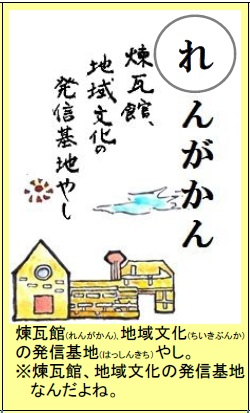 れんがかん
煉瓦館、
地域文化の
発信基地やし
煉瓦館(れんがかん)、地域文化(ちいきぶんか)
の発信基地(はっしんきち)やし。
※煉瓦館、地域文化の発信基地
なんだよね。